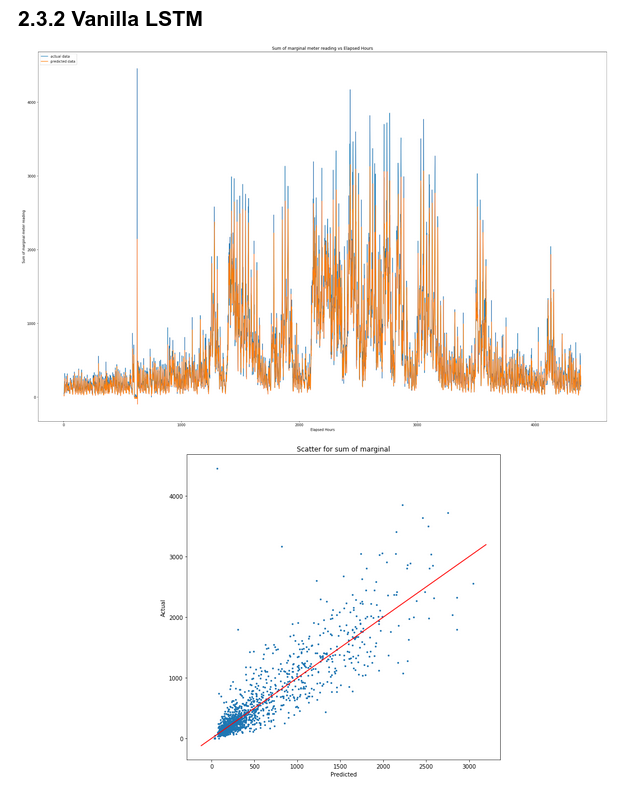 2.3.2 Vanilla LSTM
Sum of marginal meter reading vs Elapsed Hours
actual data
predicted data
4000
3000
2000
1000
0
Sum of marginal meter reading
0 1000 2000 3000 4000
Elapsed Hours
Scatter for sum of marginal
4000
3000
2000
1000
0
Actual
0 500 1000 1500 2000 2500 3000
Predicted